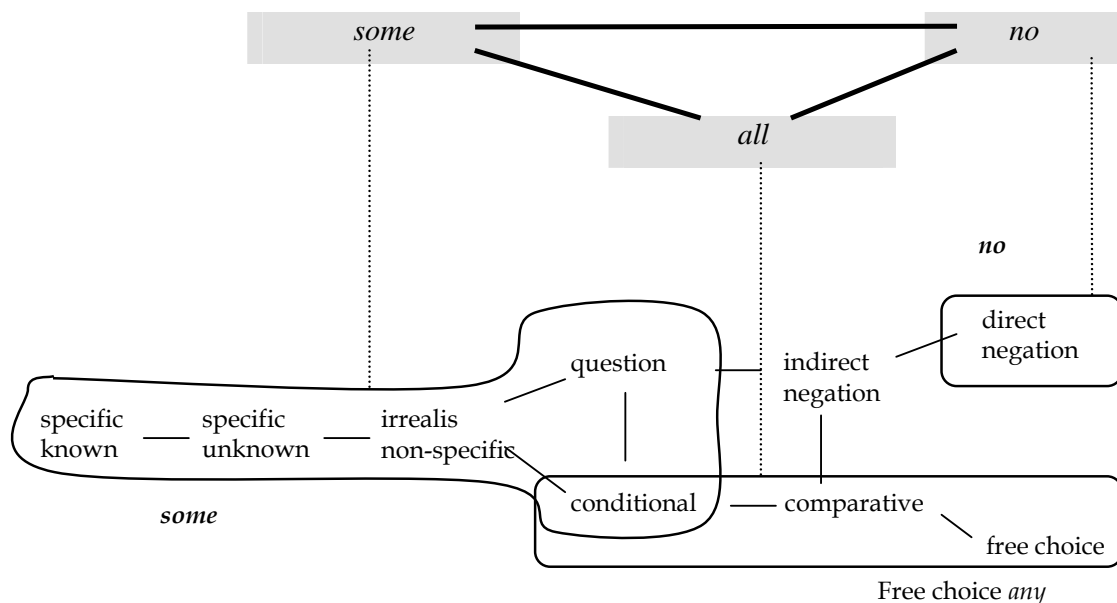 some
no
all
no
direct
negation
question
indirect
negation
specific
known
specific
unknown
irrealis
non-specific
some
conditional
comparative
free choice
Free choice any